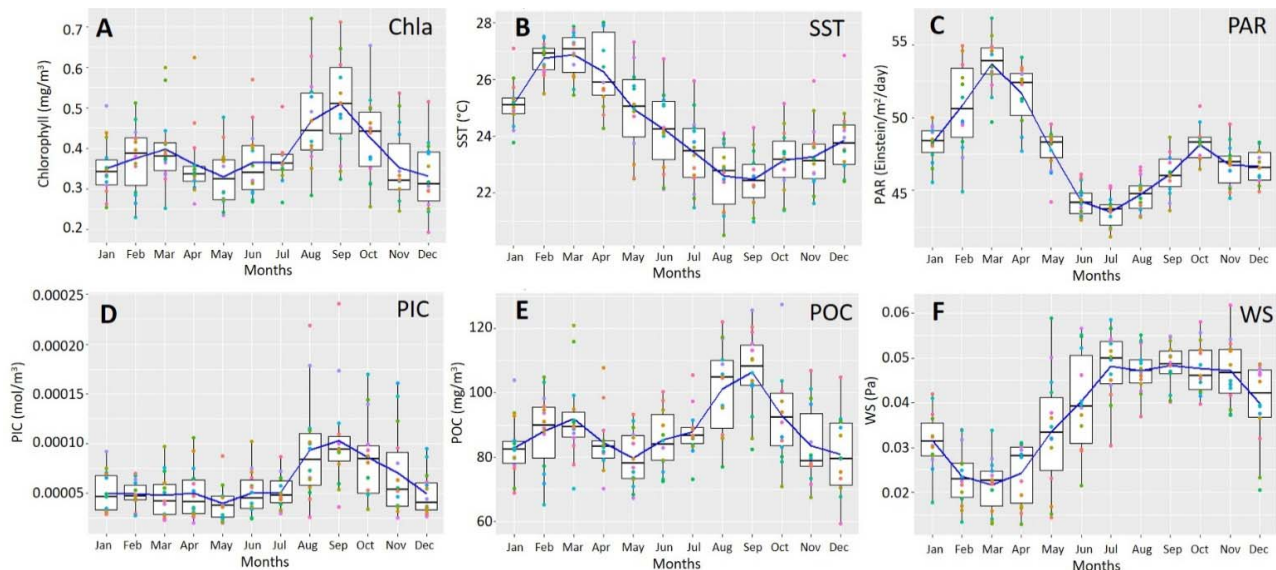 A Chla
Chlorophyll (mg/m³)
0.7
0.6
0.5
0.4
0.3
0.2
Jan Feb Mar Apr May Jun Jul Aug Sep Oct Nov Dec
Months
B SST
SST (°C)
28
26
24
22
Jan Feb Mar Apr May Jun Jul Aug Sep Oct Nov Dec
Months
C PAR
PAR (Einstein/m²/day)
55
50
45
Jan Feb Mar Apr May Jun Jul Aug Sep Oct Nov Dec
Months
D PIC
PIC (mol/m³)
0.00025
0.00020
0.00015
0.00010
0.00005
Jan Feb Mar Apr May Jun Jul Aug Sep Oct Nov Dec
Months
E POC
POC (mg/m³)
120
100
80
60
Jan Feb Mar Apr May Jun Jul Aug Sep Oct Nov Dec
Months
F WS
WS (Pa)
0.06
0.05
0.04
0.03
0.02
Jan Feb Mar Apr May Jun Jul Aug Sep Oct Nov Dec
Months